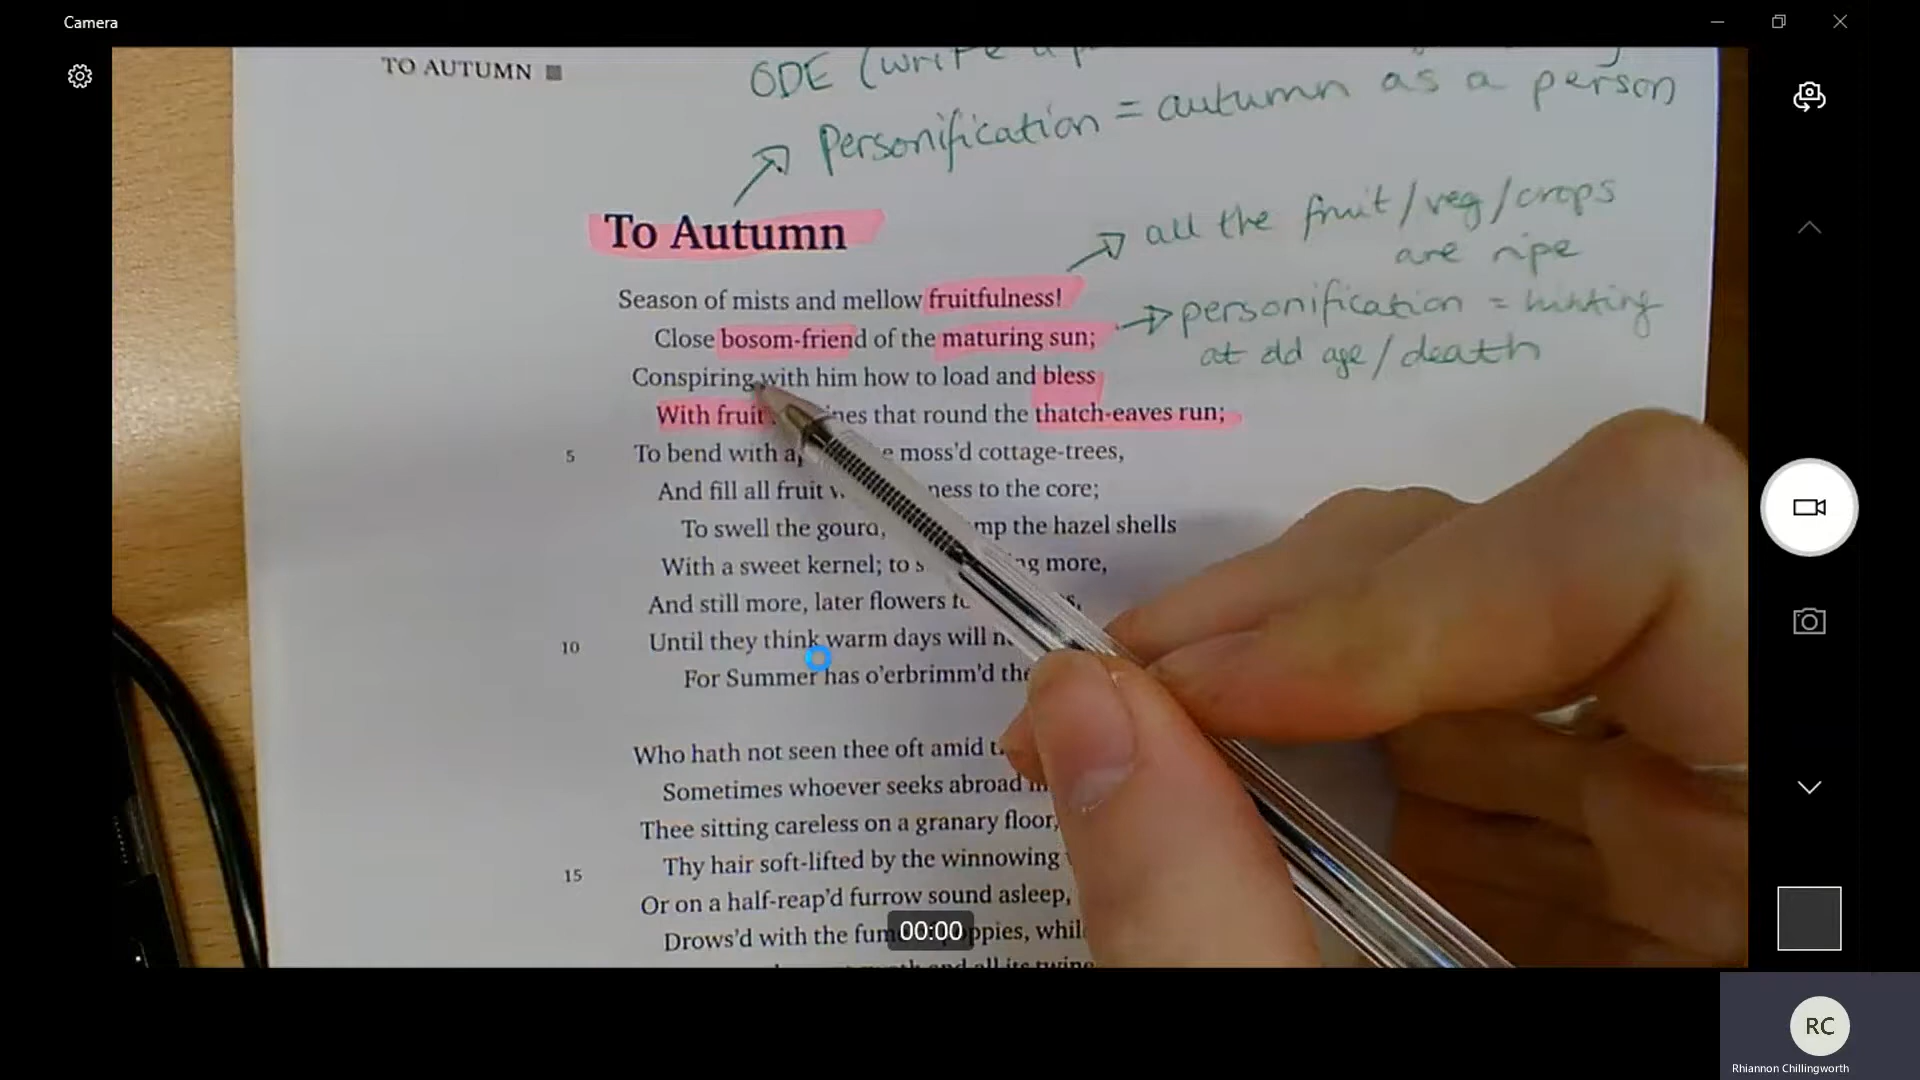 Camera
TO AUTUMN
ODE (write a
Personification = autumn as a person
To Autumn
all the fruit/veg/crops
are ripe
Season of mists and mellow fruitfulness!
personification = hinting
at old age/death
Close bosom-friend of the maturing sun;
Conspiring with him how to load and bless
With fruit ines that round the thatch-eaves run;
5 To bend with ap moss'd cottage-trees,
And fill all fruit ness to the core;
To swell the gourd, mp the hazel shells
With a sweet kernel; to s ng more,
And still more, later flowers
10 Until they think warm days will n
For Summer has o'erbrimm'd the
Who hath not seen thee oft amid
Sometimes whoever seeks abroad
Thee sitting careless on a granary floor,
15 Thy hair soft-lifted by the winnowing
Or on a half-reap'd furrow sound asleep,
Drows'd with the fum ppies, whil
and all its twine
00:00
RC
Rhiannon Chillingworth